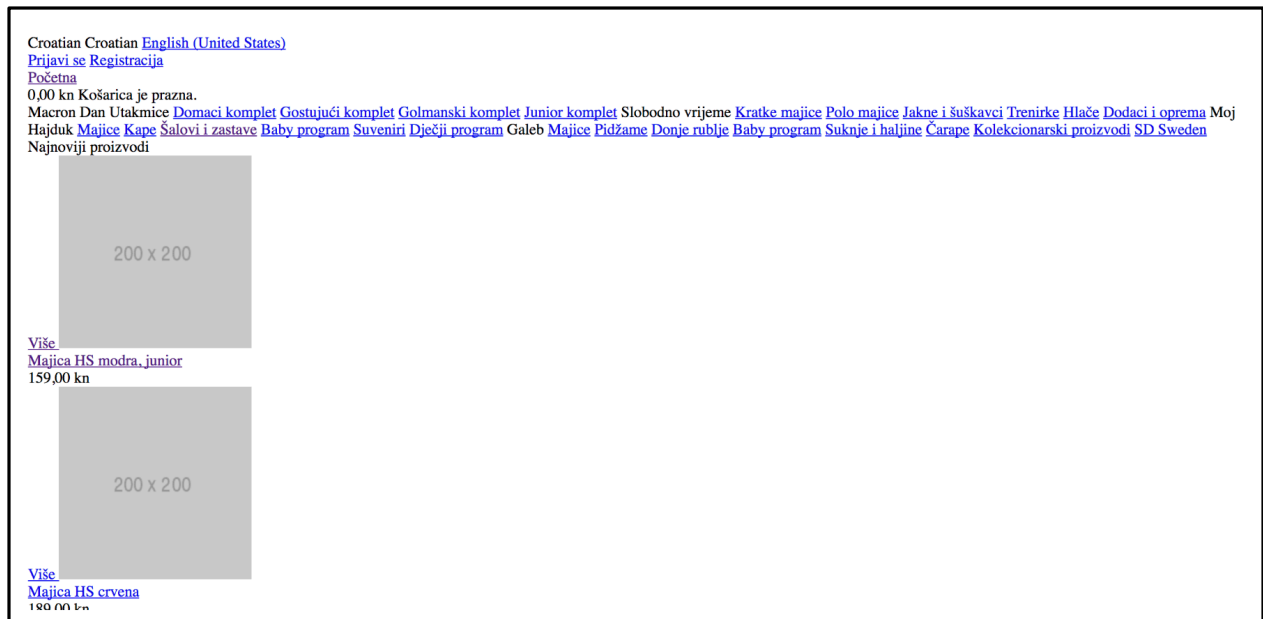 Croatian Croatian English (United States)
Prijavi se Registracija
Početna
0,00 kn Košarica je prazna.
Macron Dan Utakmice Domaci komplet Gostujući komplet Golmanski komplet Junior komplet Slobodno vrijeme Kratke majice Polo majice Jakne i šuškavci Trenirke Hlače Dodaci i oprema Moj
Hajduk Majice Kape Šalovi i zastave Baby program Suveniri Dječji program Galeb Majice Pidžame Donje rublje Baby program Suknje i haljine Čarape Kolekcionarski proizvodi SD Sweden
Najnoviji proizvodi
200 x 200
Više
Majica HS modra, junior
159,00 kn
200 x 200
Više
Majica HS crvena
189,00 kn